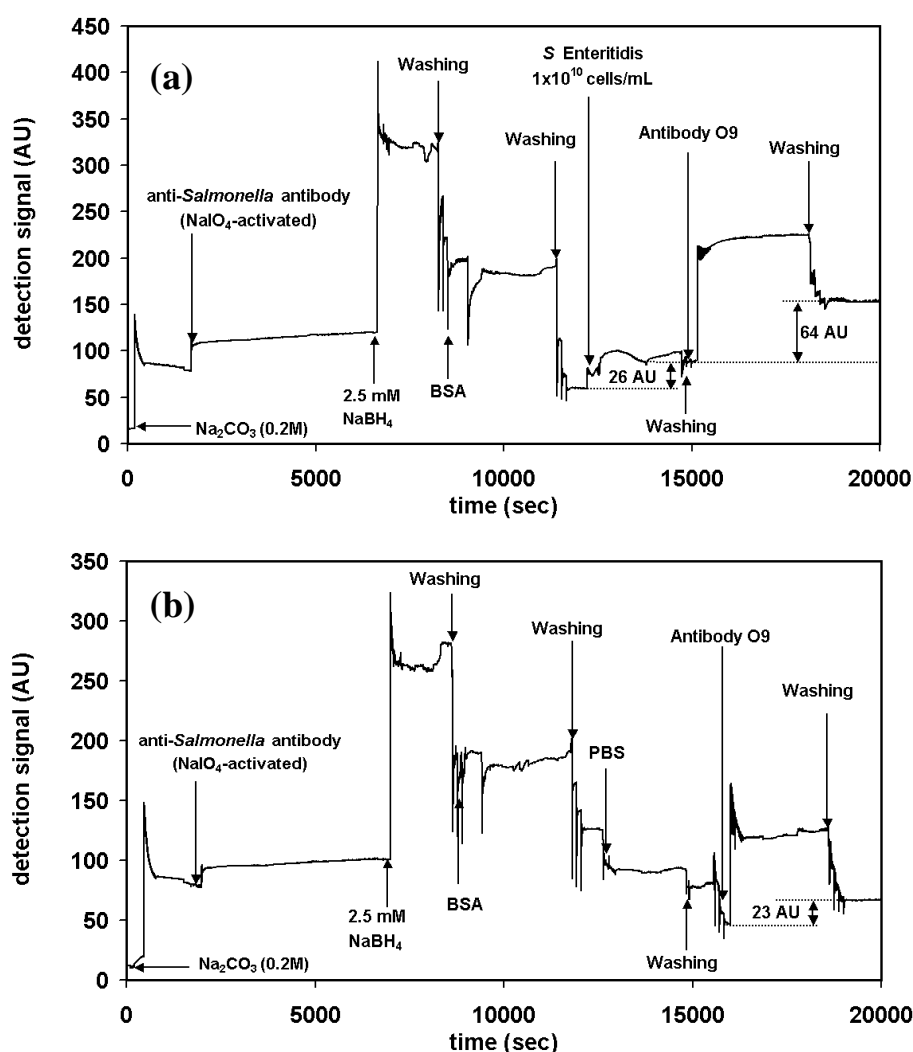 (a)
detection signal (AU)
450
400
350
300
250
200
150
100
50
0
Washing
S Enteritidis
1x10¹⁰ cells/mL
Washing
Antibody O9
Washing
anti-Salmonella antibody
(NaIO₄-activated)
64 AU
26 AU
2.5 mM
NaBH₄
BSA
Na₂CO₃ (0.2M)
Washing
0 5000 10000 15000 20000
time (sec)
(b)
detection signal (AU)
350
300
250
200
150
100
50
0
Washing
Washing
Antibody O9
Washing
anti-Salmonella antibody
(NaIO₄-activated)
PBS
2.5 mM
NaBH₄
BSA
23 AU
Na₂CO₃ (0.2M)
Washing
0 5000 10000 15000 20000
time (sec)